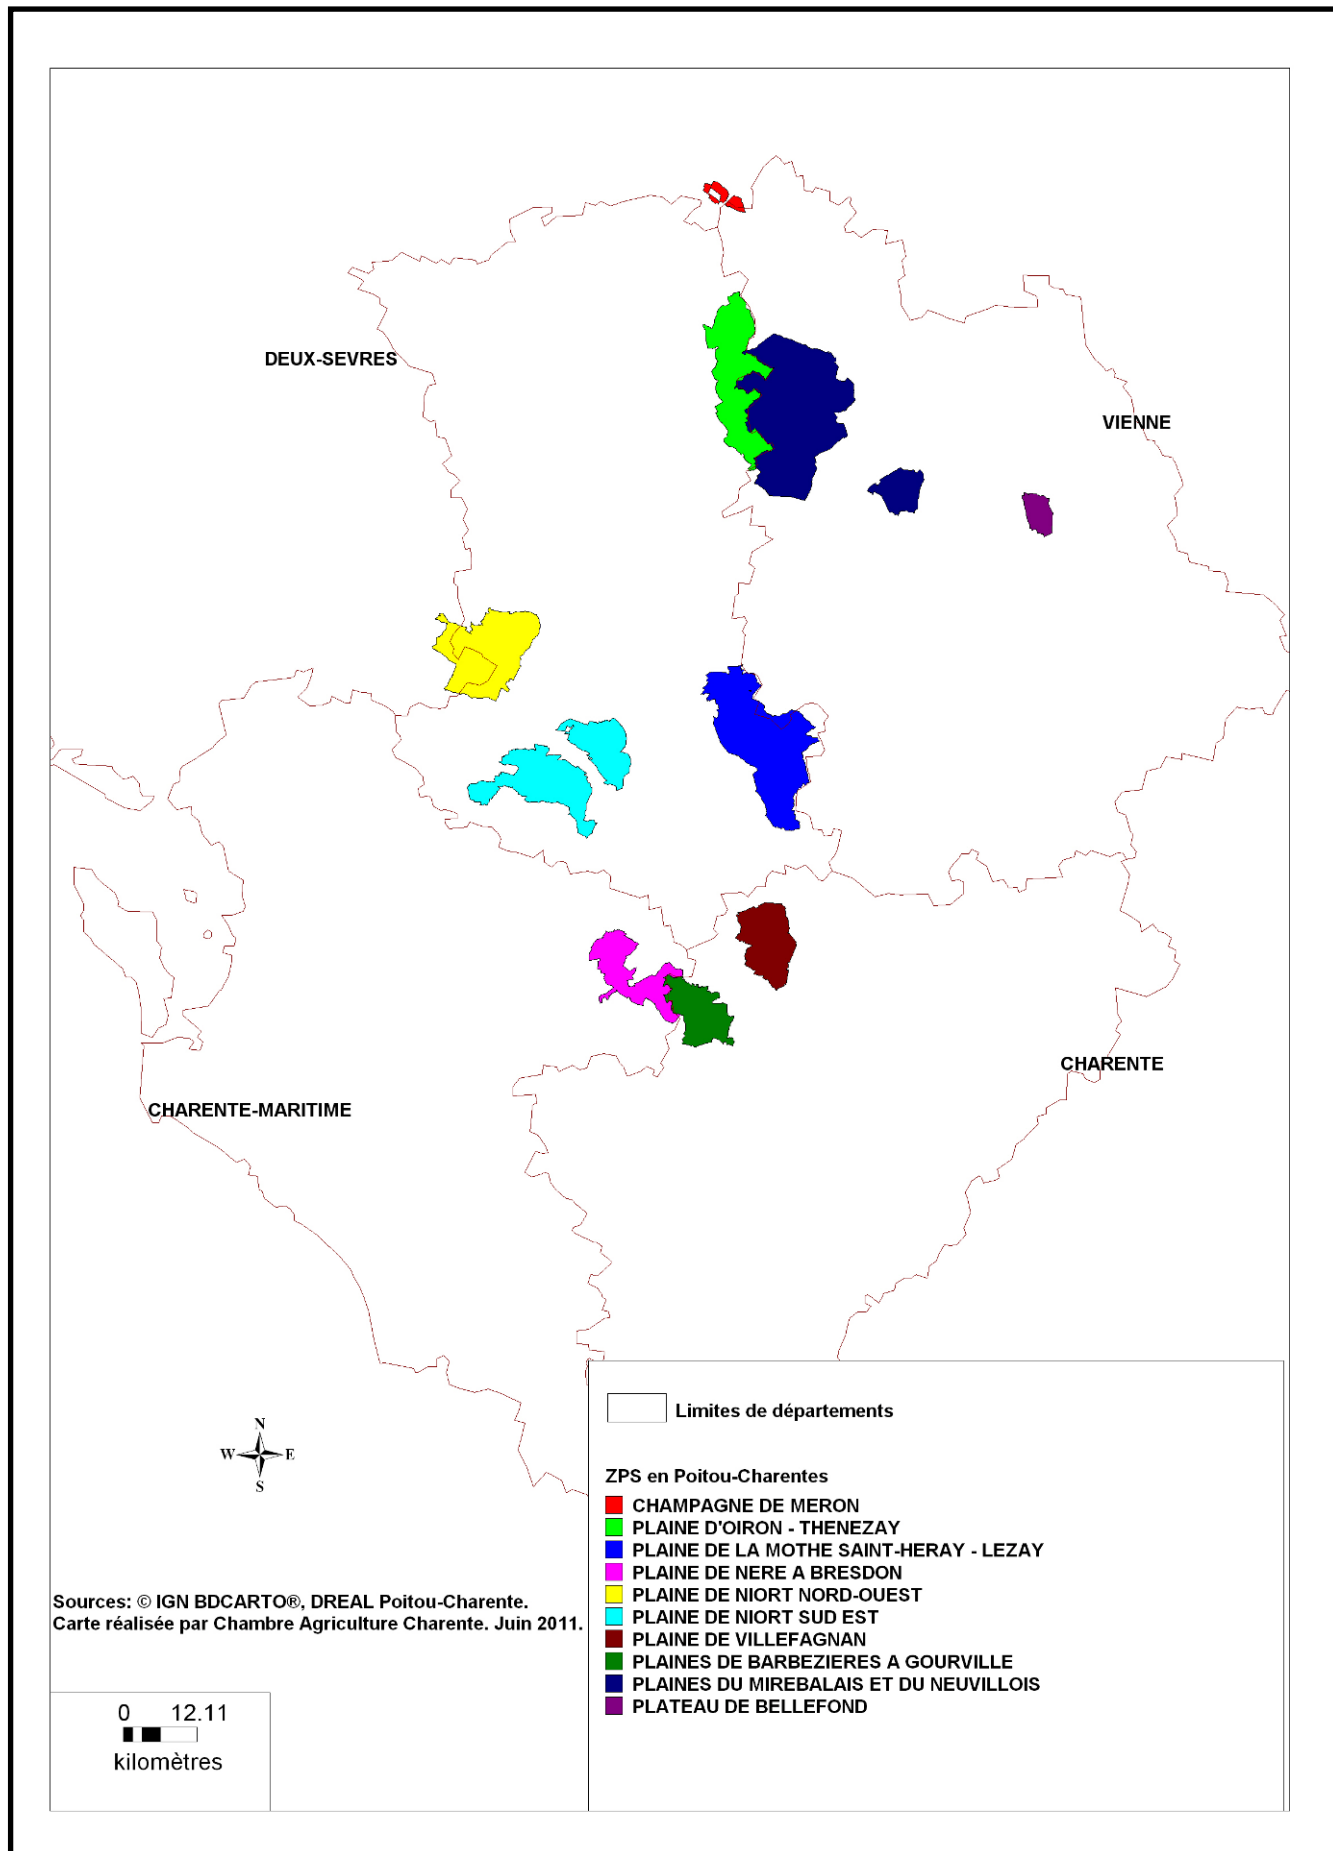 DEUX-SEVRES
VIENNE
CHARENTE
CHARENTE-MARITIME
Limites de départements
N
W E
S
ZPS en Poitou-Charentes
CHAMPAGNE DE MERON
PLAINE D'OIRON - THENEZAY
PLAINE DE LA MOTHE SAINT-HERAY - LEZAY
PLAINE DE NERE A BRESDON
PLAINE DE NIORT NORD-OUEST
PLAINE DE NIORT SUD EST
PLAINE DE VILLEFAGNAN
PLAINES DE BARBEZIERES A GOURVILLE
PLAINES DU MIREBALAIS ET DU NEUVILLOIS
PLATEAU DE BELLEFOND
Sources: © IGN BDCARTO®, DREAL Poitou-Charente.
Carte réalisée par Chambre Agriculture Charente. Juin 2011.
0 12.11
kilomètres